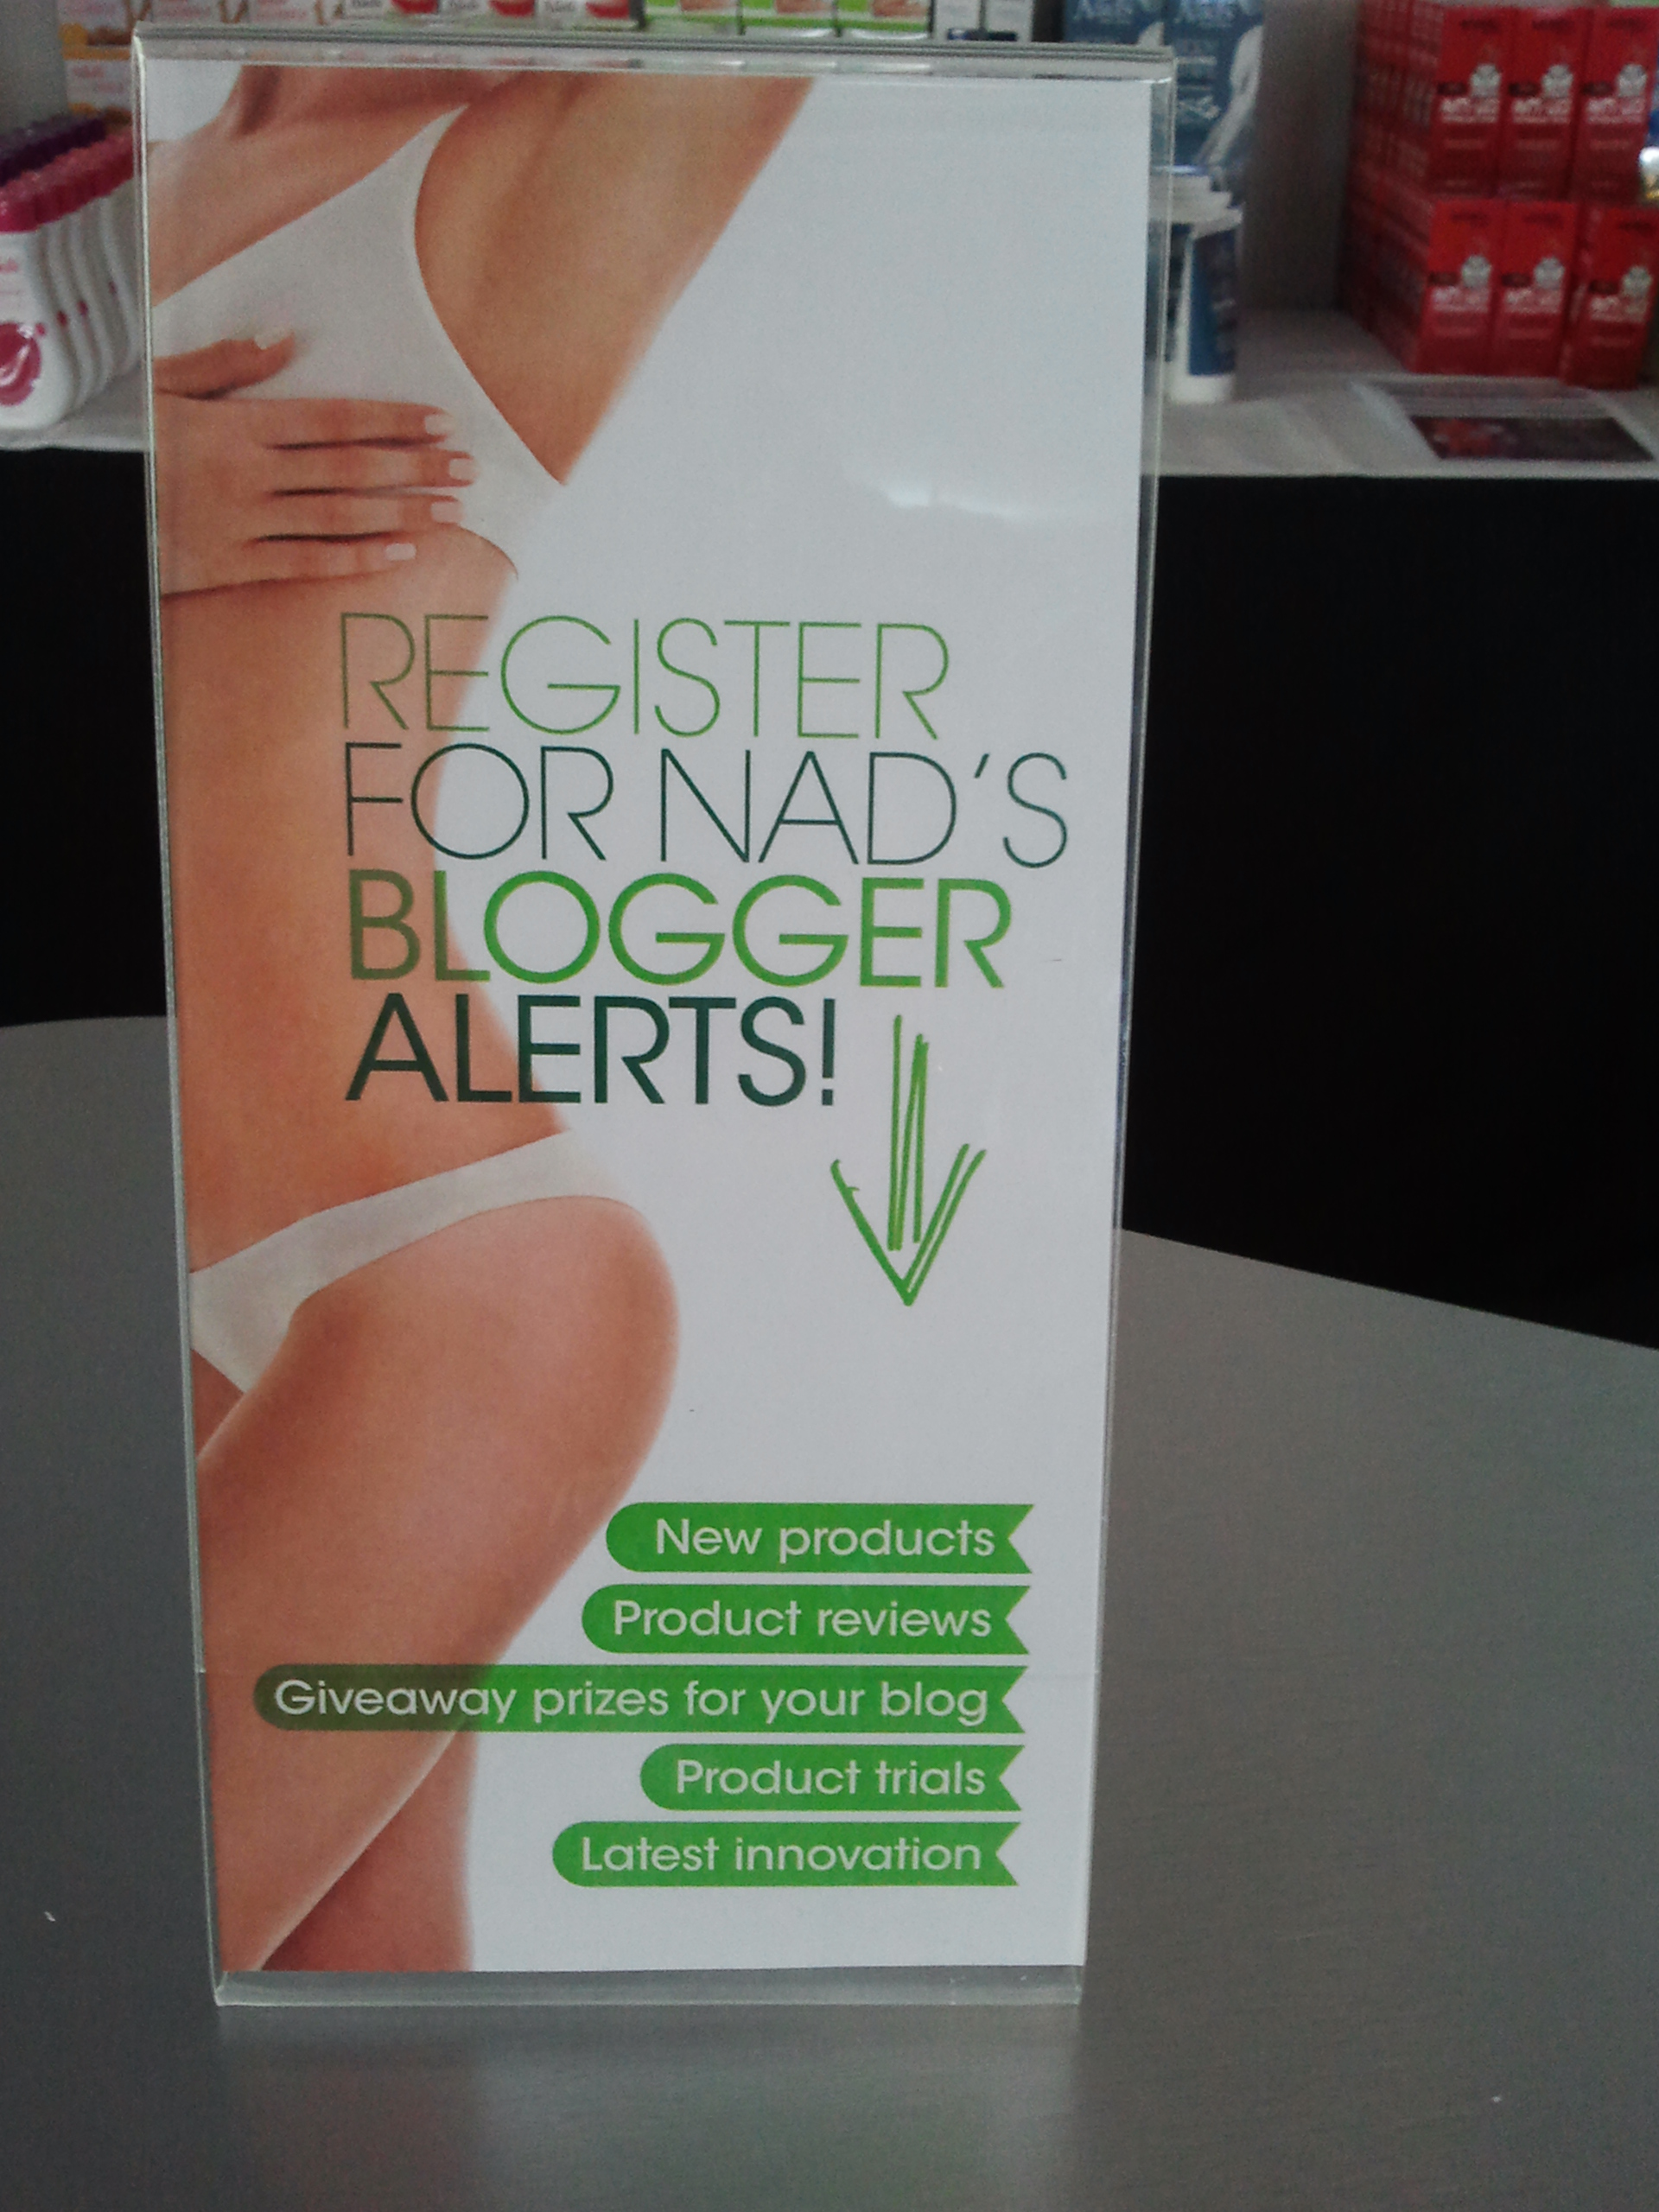 REGISTER
FOR NAD'S
BLOGGER
ALERTS!
New products
Product reviews
Giveaway prizes for your blog
Product trials
Latest innovation